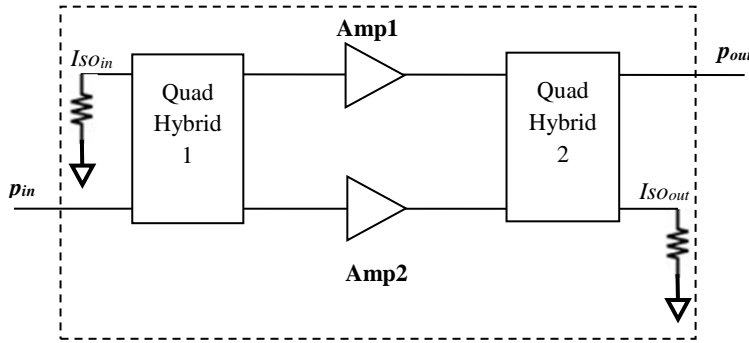 Amp1
p_out
Iso_in
Quad
Hybrid
1
Quad
Hybrid
2
p_in
Iso_out
Amp2